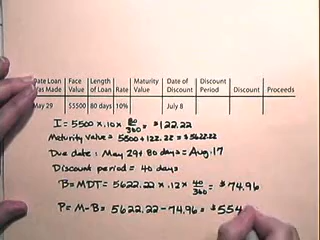 Date Loan Was Made Face Value Length of Loan Rate Maturity Value Date of Discount Discount Period Discount Proceeds
May 29 $5500 80 days 10% July 8
I = 5500 x .10 x 80/360 = $122.22
Maturity Value = 5500 + 122.22 = $5622.22
Due date: May 29 + 80 days = Aug. 17
Discount period = 40 days
B = MDT = 5622.22 x .12 x 40/360 = $74.96
P = M - B = 5622.22 - 74.96 = $554